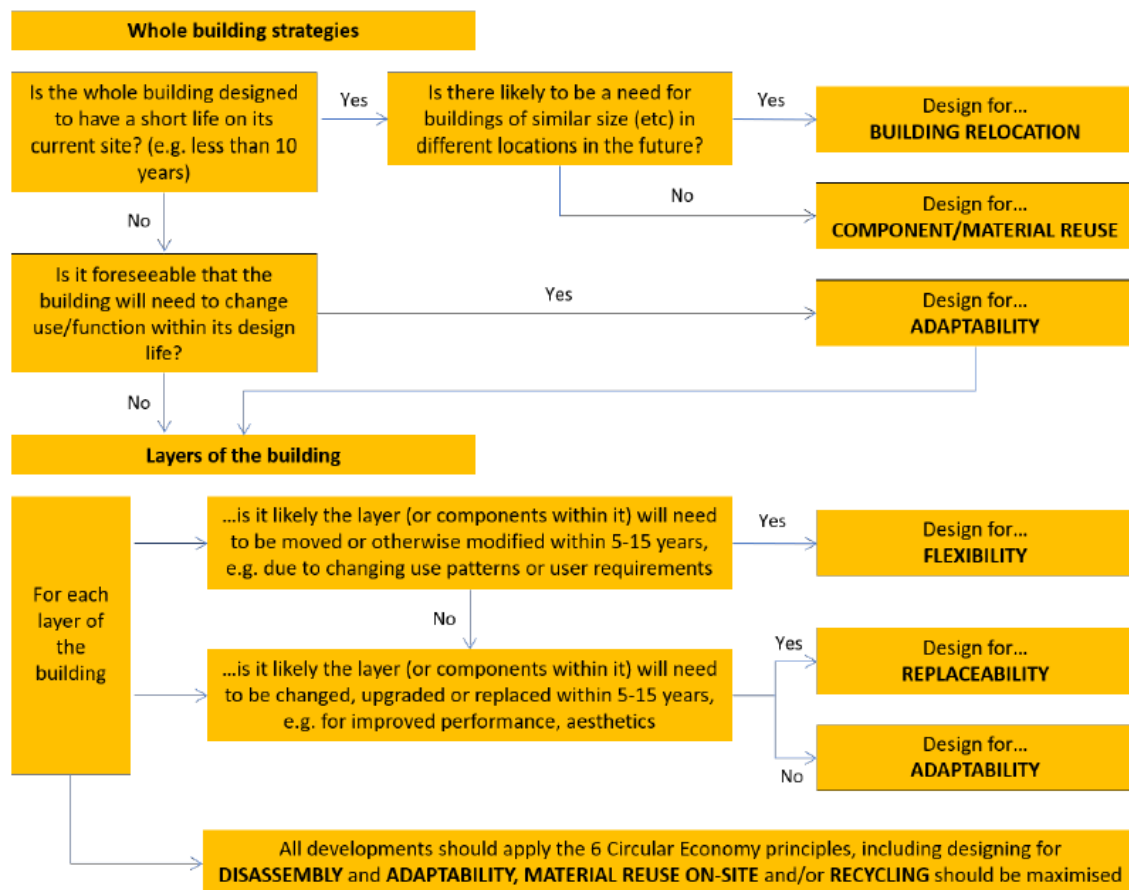 Whole building strategies
Is the whole building designed
to have a short life on its
current site? (e.g. less than 10
years)
Yes
Is there likely to be a need for
buildings of similar size (etc) in
different locations in the future?
Yes
Design for...
BUILDING RELOCATION
No
No
Design for...
COMPONENT/MATERIAL REUSE
Is it foreseeable that the
building will need to change
use/function within its design
life?
Yes
Design for...
ADAPTABILITY
No
Layers of the building
For each
layer of
the
building
...is it likely the layer (or components within it) will need
to be moved or otherwise modified within 5-15 years,
e.g. due to changing use patterns or user requirements
Yes
Design for...
FLEXIBILITY
No
...is it likely the layer (or components within it) will need
to be changed, upgraded or replaced within 5-15 years,
e.g. for improved performance, aesthetics
Yes
Design for...
REPLACEABILITY
No
Design for...
ADAPTABILITY
All developments should apply the 6 Circular Economy principles, including designing for
DISASSEMBLY and ADAPTABILITY, MATERIAL REUSE ON-SITE and/or RECYCLING should be maximised